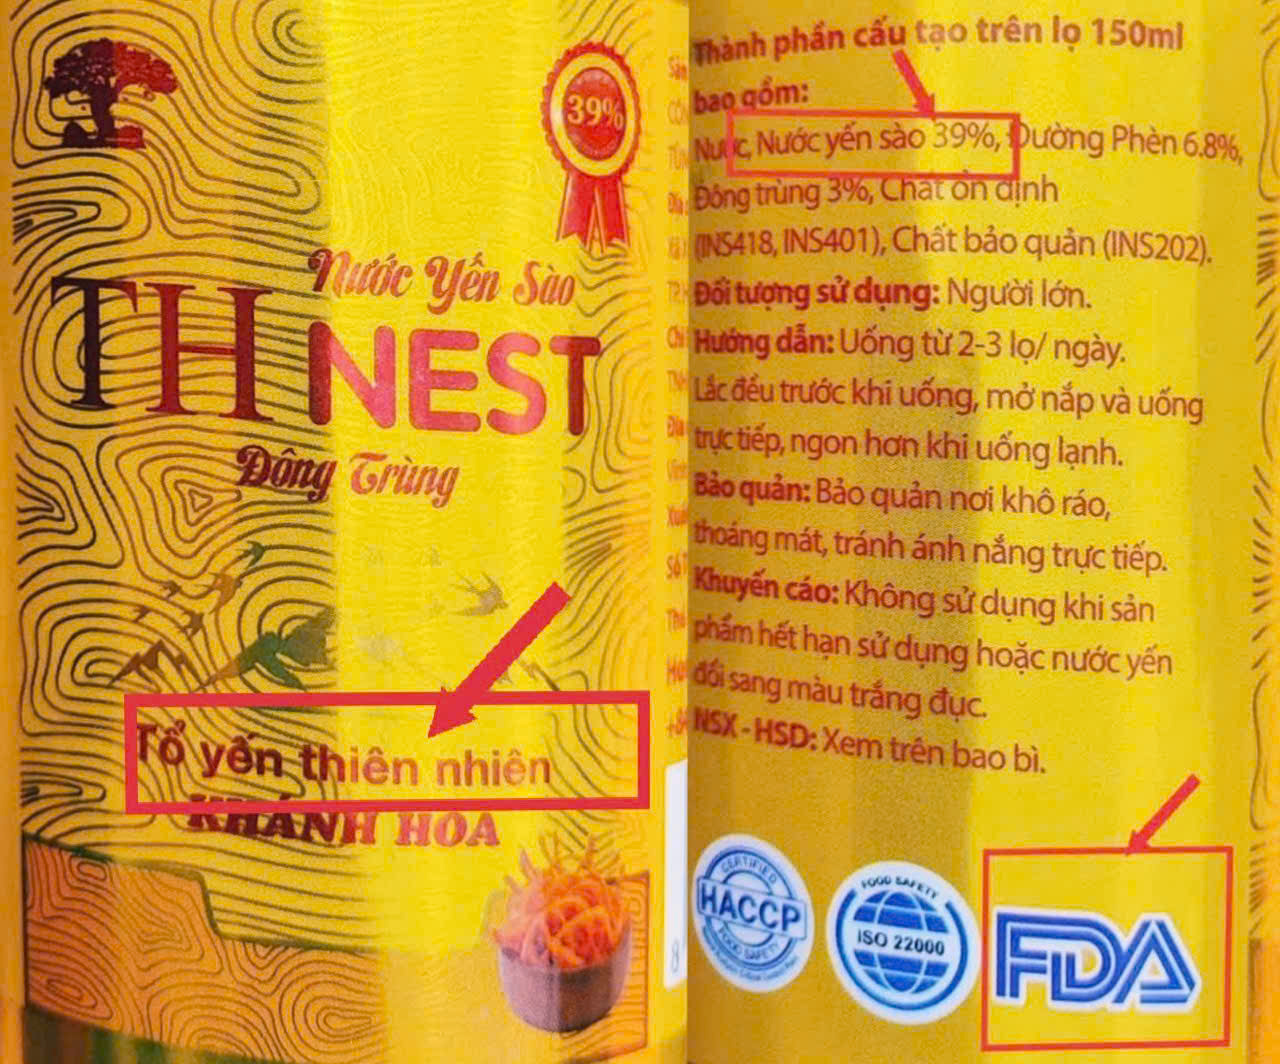 39%
Nước Yến Sào
TH NEST
Đông Trùng
Tổ yến thiên nhiên
KHÁNH HÒA
Thành phần cấu tạo trên lọ 150ml
bao gồm:
Nước, Nước yến sào 39%, Đường Phèn 6.8%,
Đông trùng 3%, Chất ổn định
(INS418, INS401), Chất bảo quản (INS202).
Đối tượng sử dụng: Người lớn.
Hướng dẫn: Uống từ 2-3 lọ/ ngày.
Lắc đều trước khi uống, mở nắp và uống
trực tiếp, ngon hơn khi uống lạnh.
Bảo quản: Bảo quản nơi khô ráo,
thoáng mát, tránh ánh nắng trực tiếp.
Khuyến cáo: Không sử dụng khi sản
phẩm hết hạn sử dụng hoặc nước yến
đổi sang màu trắng đục.
NSX - HSD: Xem trên bao bì.
CERTIFIED
HACCP
FOOD SAFETY
FOOD SAFETY
ISO 22000
FDA